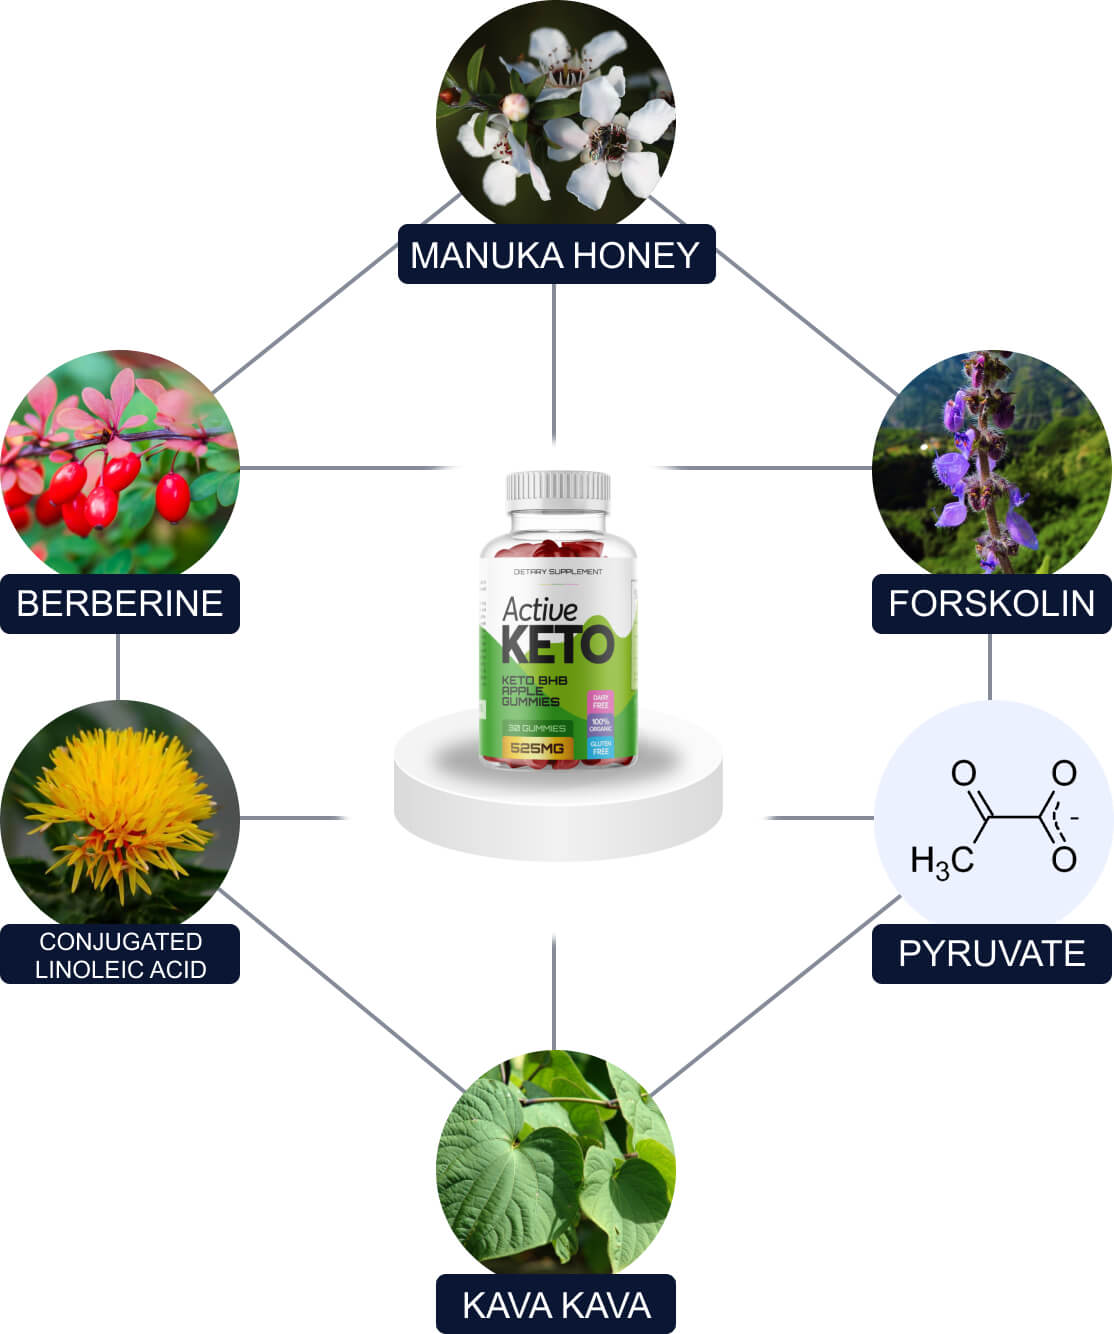 MANUKA HONEY
BERBERINE
FORSKOLIN
DIETARY SUPPLEMENT
Active
KETO
KETO BHB
APPLE
GUMMIES
30 GUMMIES
525MG
DAIRY
FREE
100%
ORGANIC
GLUTEN
FREE
CONJUGATED
LINOLEIC ACID
O
O
-
O
H3C
PYRUVATE
KAVA KAVA